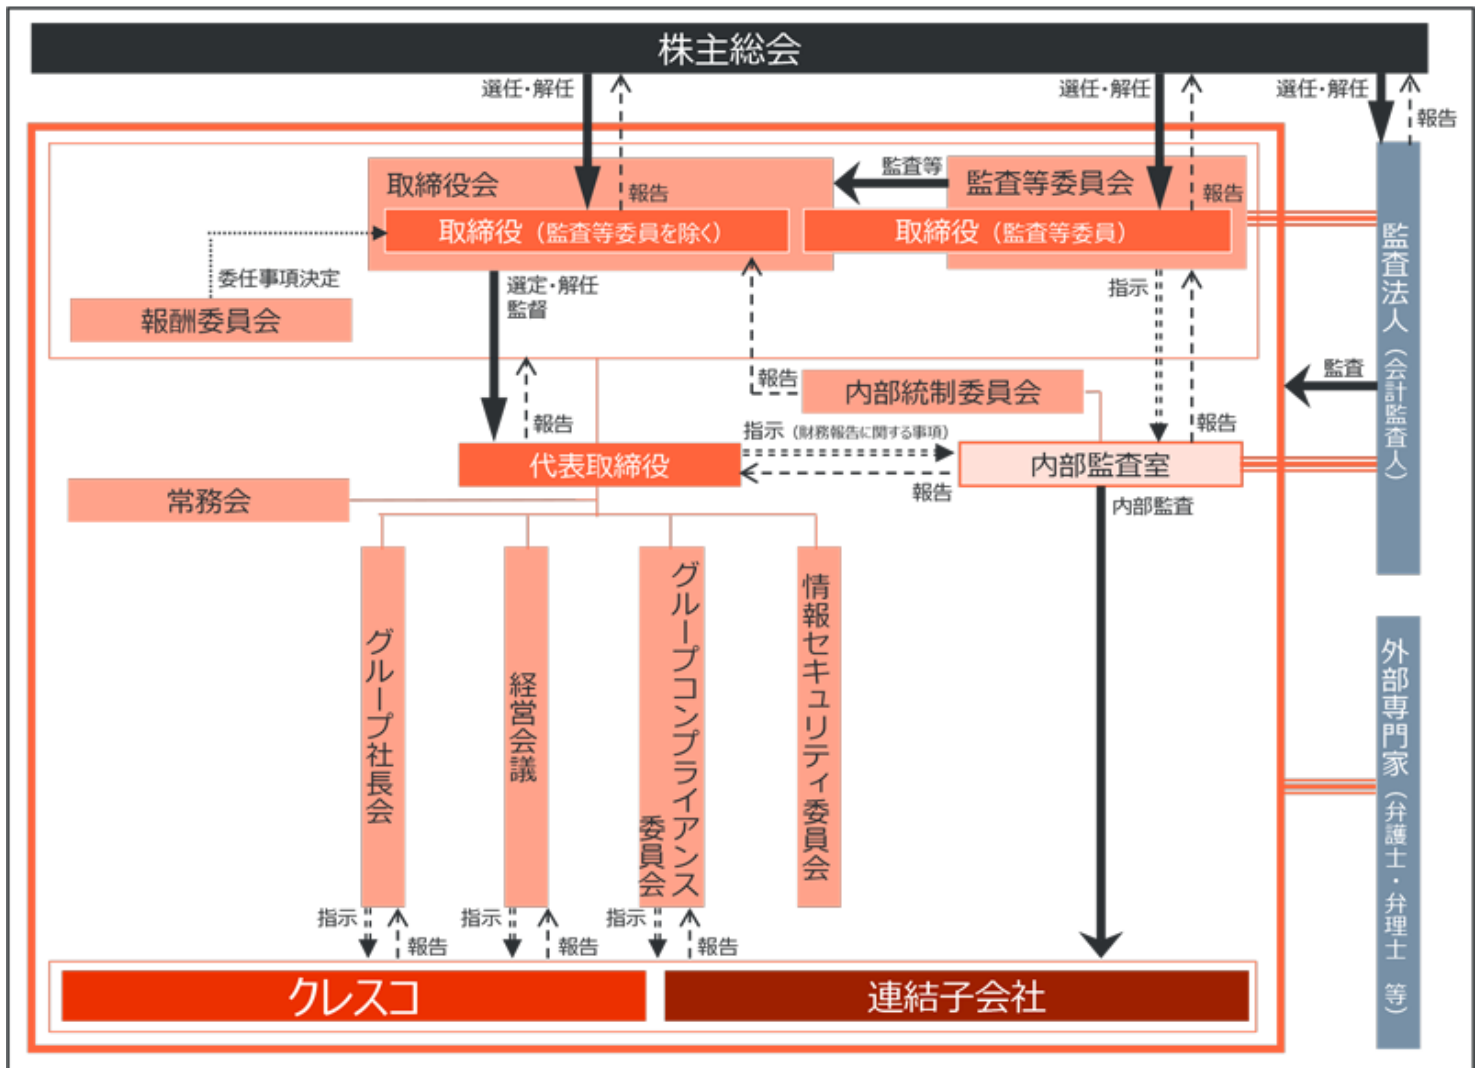 株主総会
選任・解任
選任・解任
選任・解任
報告
取締役会
報告
監査等
監査等委員会
報告
取締役（監査等委員を除く）
取締役（監査等委員）
委任事項決定
報酬委員会
選定・解任
監督
指示
監査法人（会計監査人）
監査
報告
内部統制委員会
報告
指示（財務報告に関する事項）
報告
代表取締役
内部監査室
報告
常務会
内部監査
グループ社長会
経営会議
グループコンプライアンス
委員会
情報セキュリティ委員会
外部専門家（弁護士・弁理士 等）
指示
報告
指示
報告
指示
報告
クレスコ
連結子会社